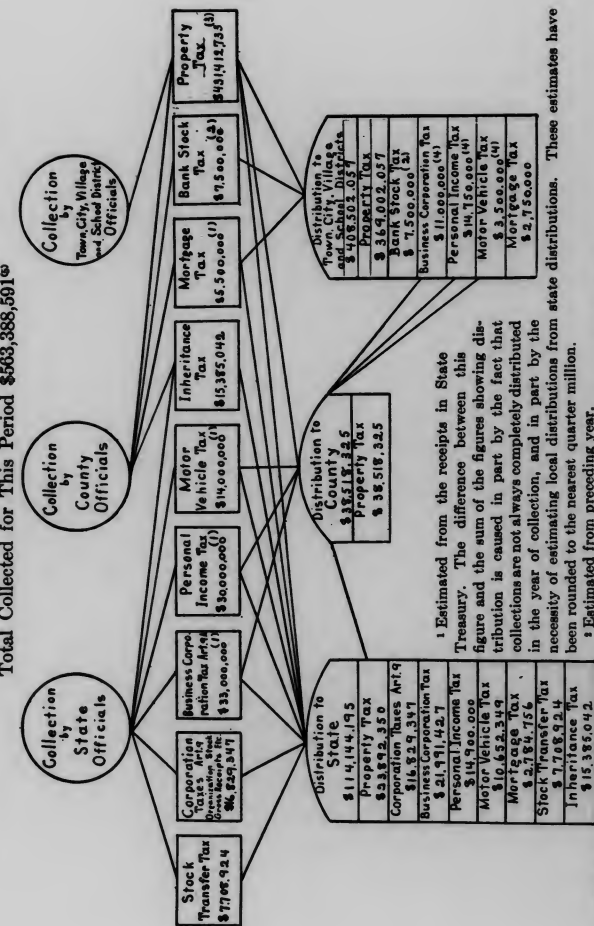 Total Collected for This Period $563,388,591⁶⁾
Collection
by
State
Officials
Collection
by
County
Officials
Collection
by
Town, City, Village
and School District
Officials
Stock
Transfer Tax
$7,708,924
Corporation
Taxes Art. 9
Organization, Stock
Gross Receipts Etc.
$16,829,347
Business Corpo-
ration Tax Art. 9a
(1)
$33,000,000
Personal
Income Tax
(1)
$30,000,000
Motor
Vehicle Tax
(1)
$14,000,000
Inheritance
Tax
$15,385,042
Mortgage
Tax
(1)
$5,500,000
Bank Stock
Tax
(2)
$7,500,000
Property
Tax
(3)
$431,412,735
Distribution to
State
$114,144,195
Property Tax
$23,892,350
Corporation Taxes Art. 9
$16,829,347
Business Corporation Tax
$21,971,427
Personal Income Tax
$14,900,000
Motor Vehicle Tax
$10,652,349
Mortgage Tax
$2,784,756
Stock Transfer Tax
$7,708,924
Inheritance Tax
$15,385,042
Distribution to
County
$38,518,325
Property Tax
$38,518,325
Distribution to
Town, City, Village
and School Districts
$408,502,057
Property Tax
$369,002,057
Bank Stock Tax
$7,500,000(2)
Business Corporation Tax
$11,000,000(4)
Personal Income Tax
$14,750,000(4)
Motor Vehicle Tax
$3,500,000(4)
Mortgage Tax
$2,750,000
¹ Estimated from the receipts in State
Treasury. The difference between this
figure and the sum of the figures showing dis-
tribution is caused in part by the fact that
collections are not always completely distributed
in the year of collection, and in part by the
necessity of estimating local distributions from state distributions. These estimates have
been rounded to the nearest quarter million.
² Estimated from preceding year.